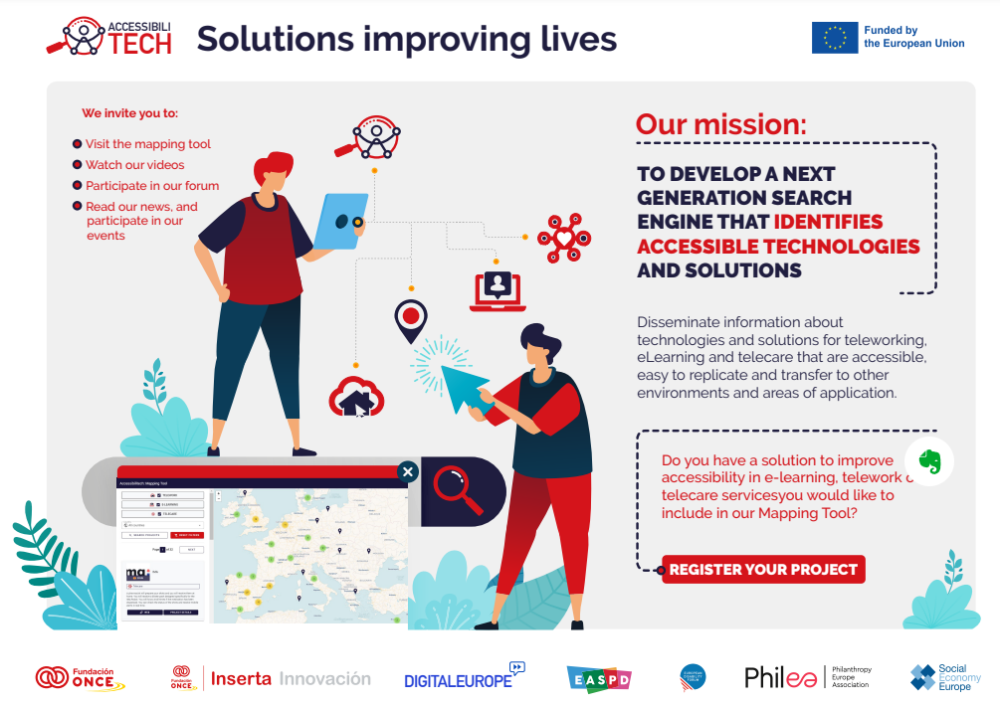 ACCESSIBILI
TECH
Solutions improving lives
Funded by
the European Union
We invite you to:
Visit the mapping tool
Watch our videos
Participate in our forum
Read our news, and
participate in our
events
Our mission:
TO DEVELOP A NEXT
GENERATION SEARCH
ENGINE THAT IDENTIFIES
ACCESSIBLE TECHNOLOGIES
AND SOLUTIONS
Disseminate information about
technologies and solutions for teleworking,
eLearning and telecare that are accessible,
easy to replicate and transfer to other
environments and areas of application.
Do you have a solution to improve
accessibility in e-learning, telework
telecare servicesyou would like to
include in our Mapping Tool?
REGISTER YOUR PROJECT
AccessibiliTech Mapping Tool
Fundación
ONCE
Fundación
ONCE
Inserta Innovación
DIGITALEUROPE
EASPD
EUROPEAN
DISABILITY
FORUM
Philea
Philanthropy
Europe
Association
Social
Economy
Europe